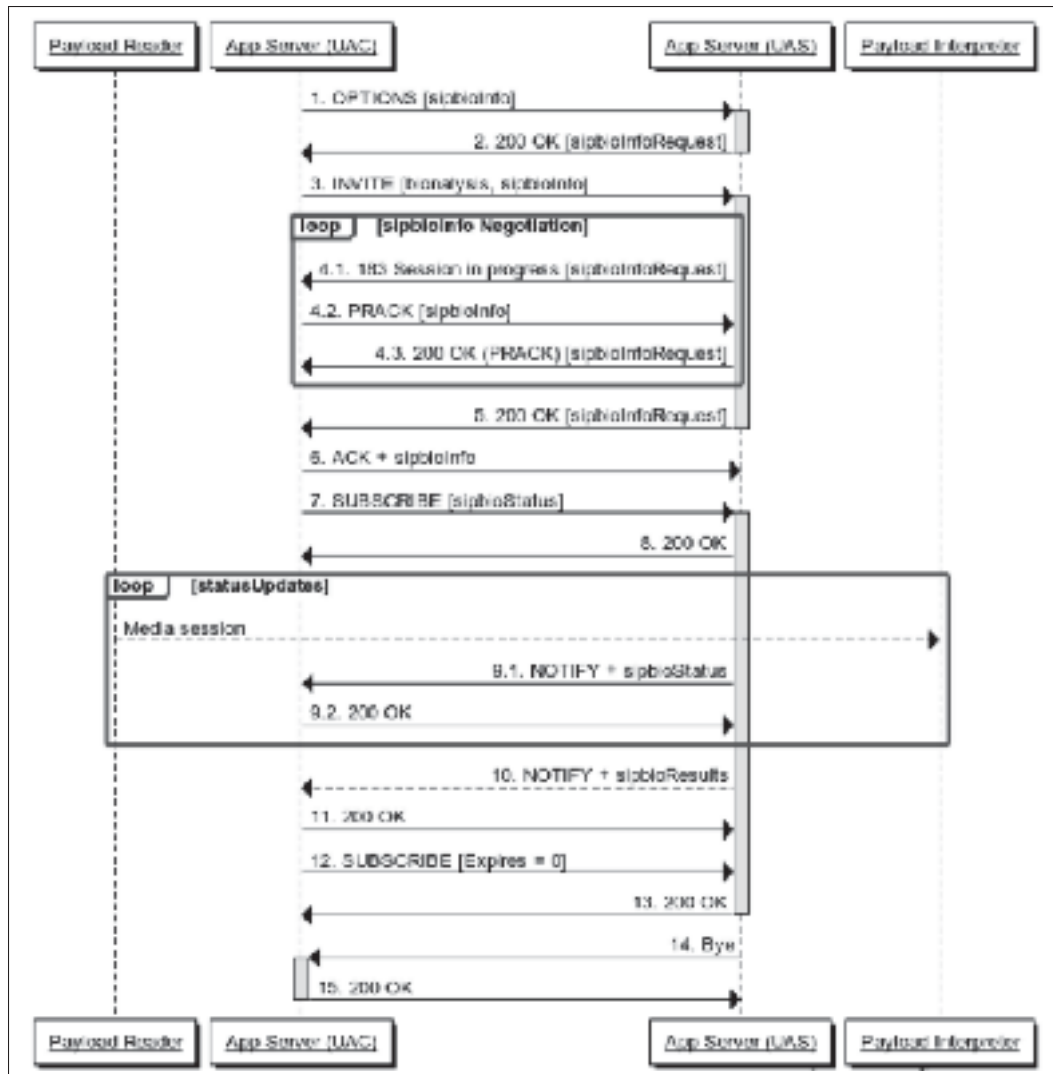 Payload Reader
App Server (UAC)
App Server (UAS)
Payload Interpreter
1. OPTIONS [sipbioInfo]
2. 200 OK [sipbioInfoRequest]
3. INVITE [bionalysis, sipbioInfo]
loop [sipbioInfo Negotiation]
4.1. 183 Session in progress [sipbioInfoRequest]
4.2. PRACK [sipbioInfo]
4.3. 200 OK (PRACK) [sipbioInfoRequest]
5. 200 OK [sipbioInfoRequest]
6. ACK + sipbioInfo
7. SUBSCRIBE [sipbioStatus]
8. 200 OK
loop [statusUpdates]
Media session
9.1. NOTIFY + sipbioStatus
9.2. 200 OK
10. NOTIFY + sipbioResults
11. 200 OK
12. SUBSCRIBE [Expires = 0]
13. 200 OK
14. Bye
15. 200 OK
Payload Reader
App Server (UAC)
App Server (UAS)
Payload Interpreter